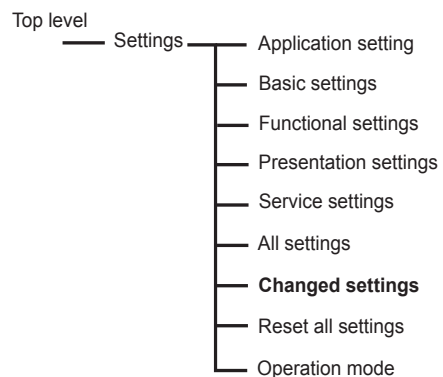 Top level
Settings
Application setting
Basic settings
Functional settings
Presentation settings
Service settings
All settings
Changed settings
Reset all settings
Operation mode